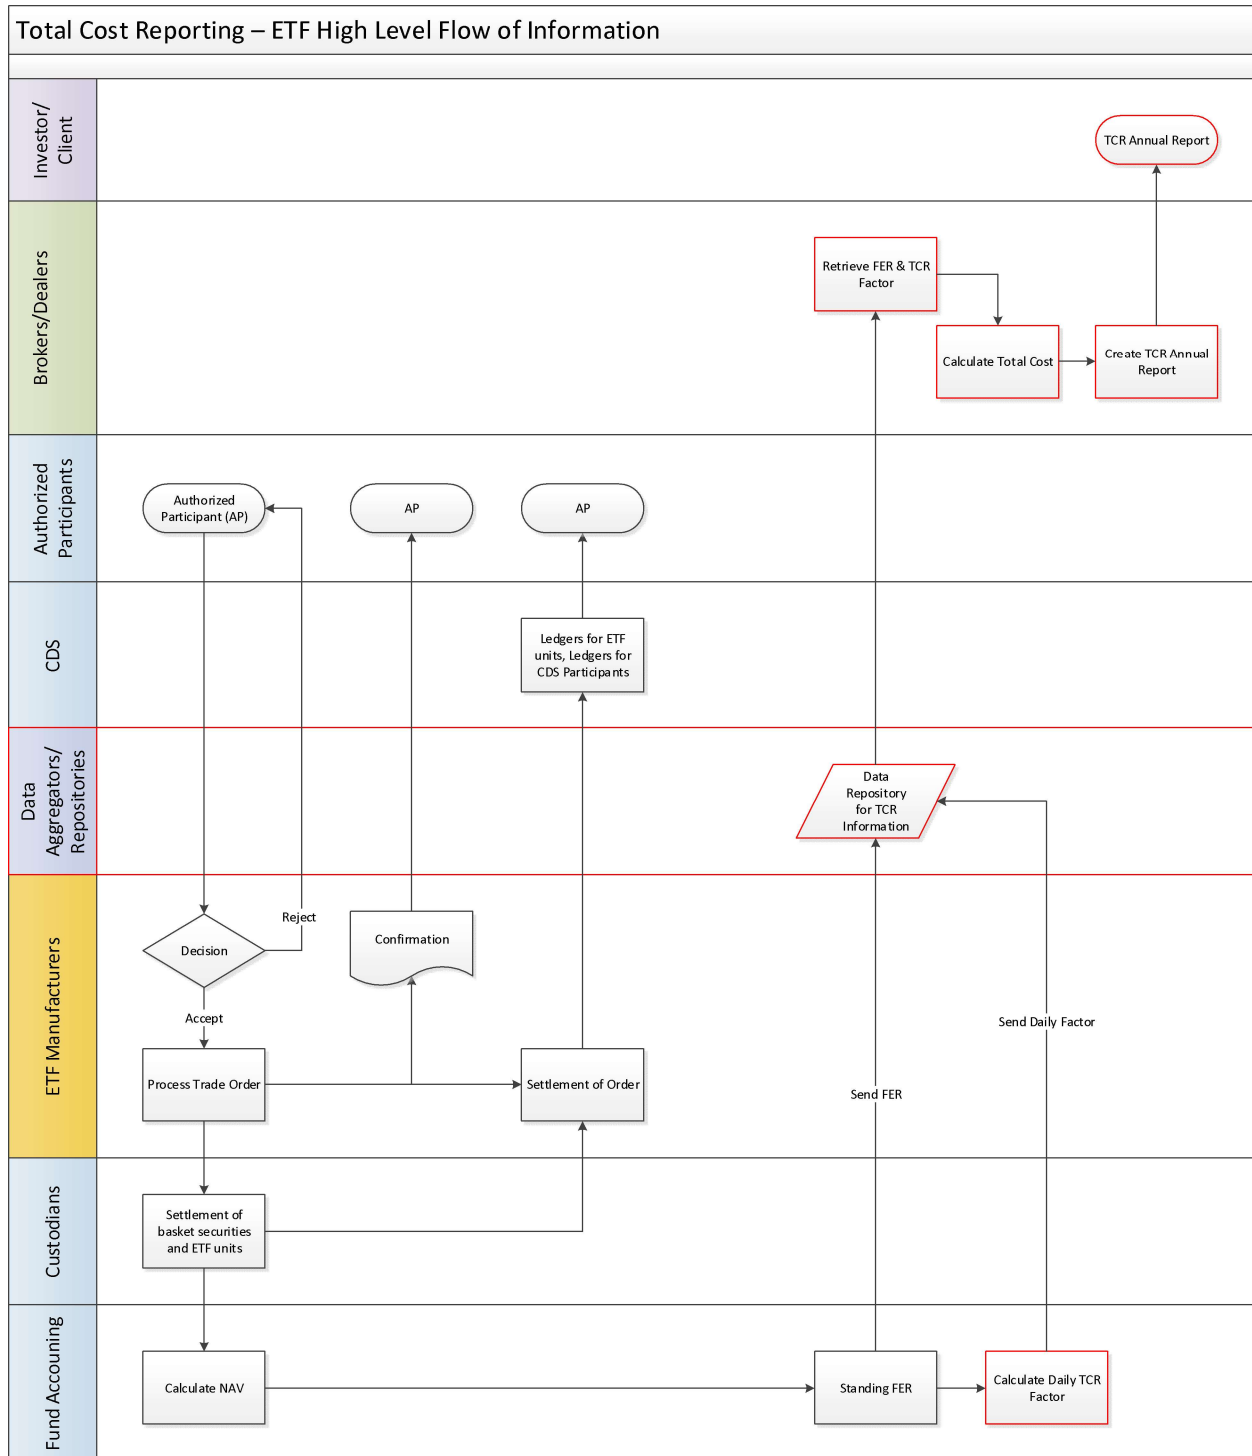 Total Cost Reporting – ETF High Level Flow of Information
Investor/
Client
TCR Annual Report
Brokers/Dealers
Retrieve FER & TCR
Factor
Calculate Total Cost
Create TCR Annual
Report
Authorized
Participants
Authorized
Participant (AP)
AP
AP
CDS
Ledgers for ETF
units, Ledgers for
CDS Participants
Data
Aggregators/
Repositories
Data
Repository
for TCR
Information
ETF Manufacturers
Decision
Reject
Confirmation
Accept
Send Daily Factor
Process Trade Order
Settlement of Order
Send FER
Custodians
Settlement of
basket securities
and ETF units
Fund Accouning
Calculate NAV
Standing FER
Calculate Daily TCR
Factor